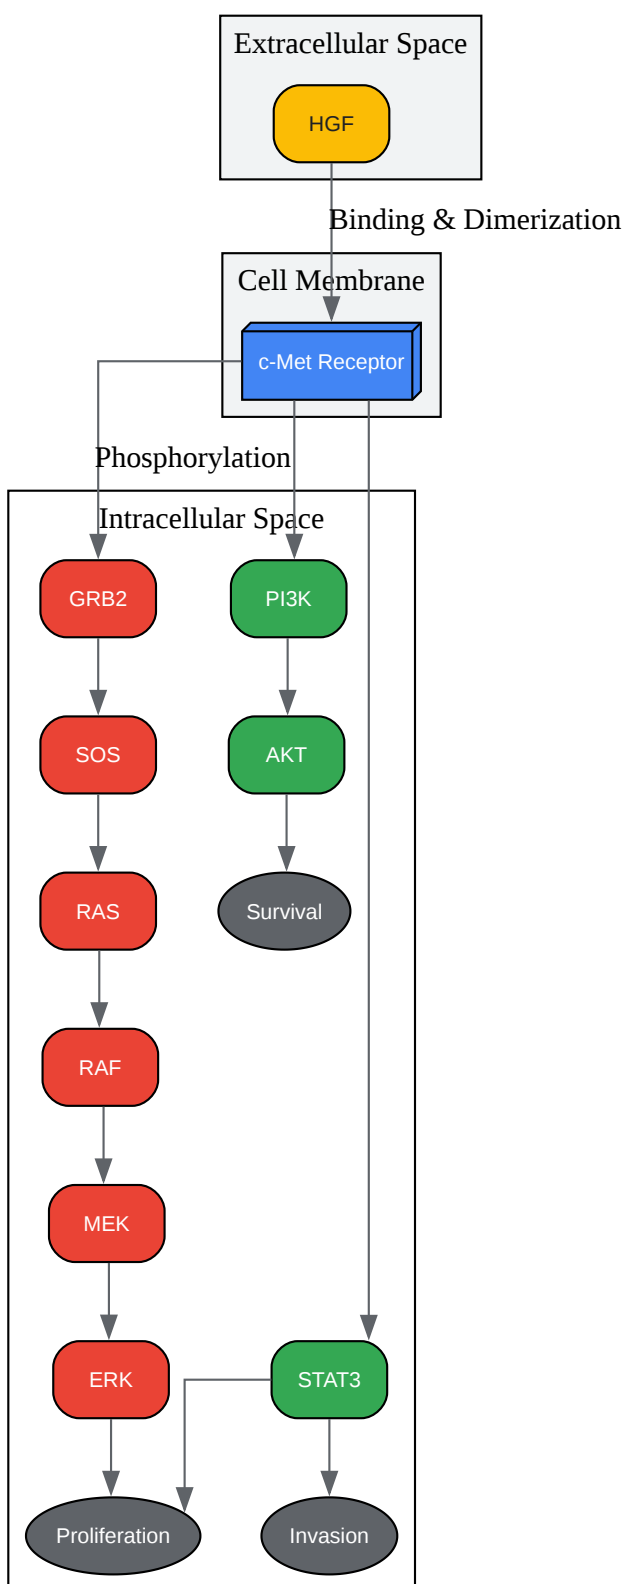 Extracellular Space
HGF
Binding & Dimerization
Cell Membrane
c-Met Receptor
Phosphorylation
Intracellular Space
GRB2
PI3K
SOS
AKT
RAS
Survival
RAF
MEK
ERK
STAT3
Proliferation
Invasion